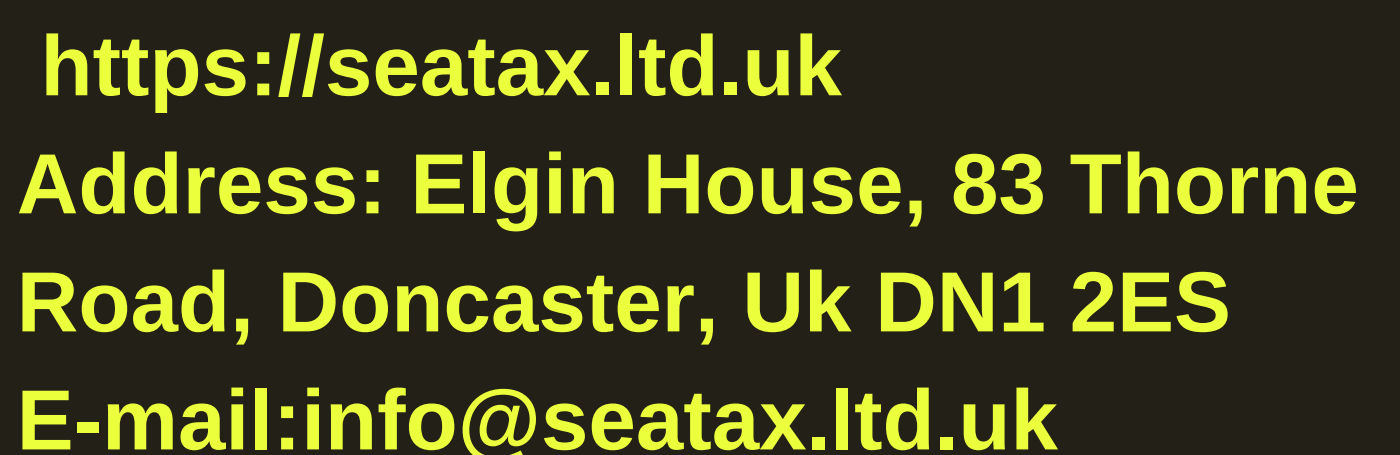 https://seatax.ltd.uk
Address: Elgin House, 83 Thorne
Road, Doncaster, Uk DN1 2ES
E-mail:info@seatax.ltd.uk